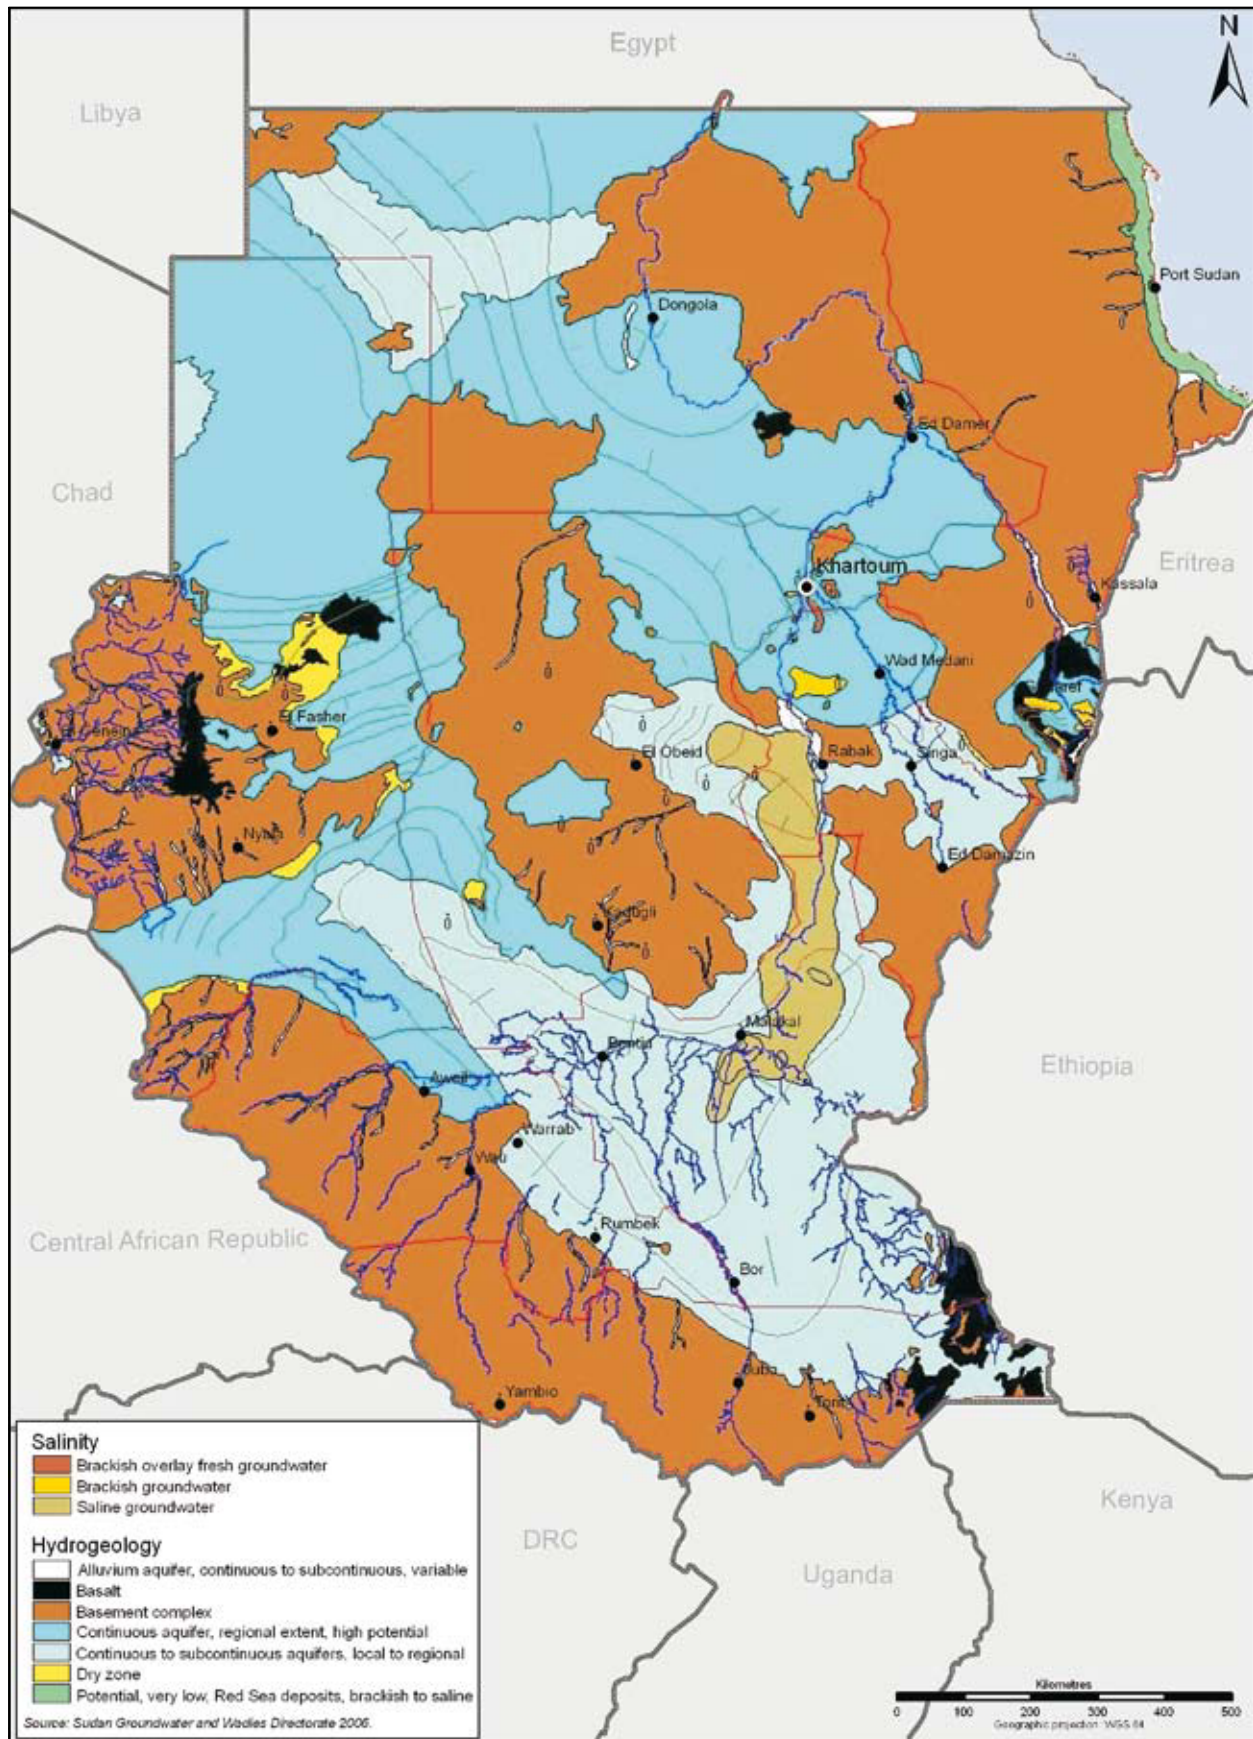 Egypt
N
Libya
Port Sudan
Dongola
Ed Damer
Chad
Eritrea
Khartoum
Kassala
Wad Medani
El Fasher
El Obeid
Rabak
Singa
Nyala
Ed Damazin
Kadugli
Malakal
Bentiu
Ethiopia
Aweil
Warrab
Wau
Central African Republic
Rumbek
Bor
Juba
Yambio
Torit
Salinity
Brackish overlay fresh groundwater
Brackish groundwater
Saline groundwater
Kenya
DRC
Uganda
Hydrogeology
Alluvium aquifer, continuous to subcontinuous, variable
Basalt
Basement complex
Continuous aquifer, regional extent, high potential
Continuous to subcontinuous aquifers, local to regional
Dry zone
Potential, very low, Red Sea deposits, brackish to saline
Source: Sudan Groundwater and Wadies Directorate 2006.
Kilometres
0 100 200 300 400 500
Geographic projection: WGS 84